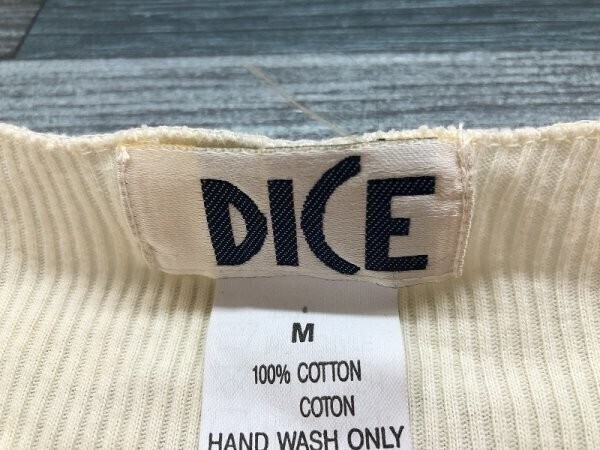 DICE
M
100% COTTON
COTON
HAND WASH ONLY